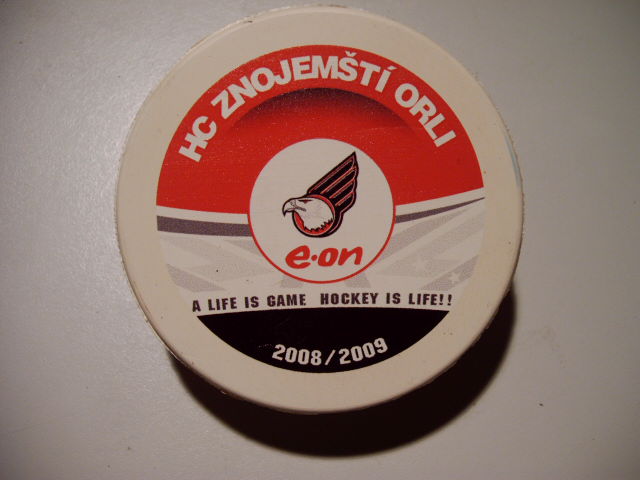 HC ZNOJEMŠTÍ ORLI
e·on
A LIFE IS GAME HOCKEY IS LIFE!!
2008/2009